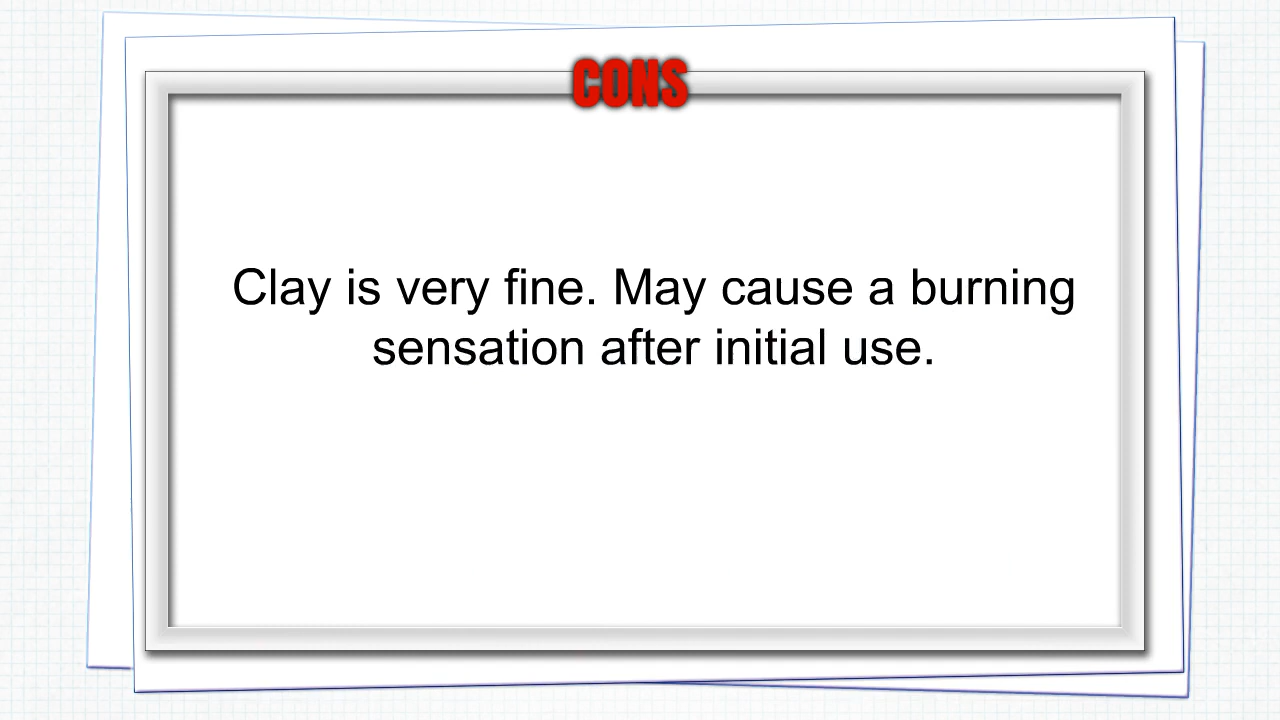 CONS
Clay is very fine. May cause a burning
sensation after initial use.